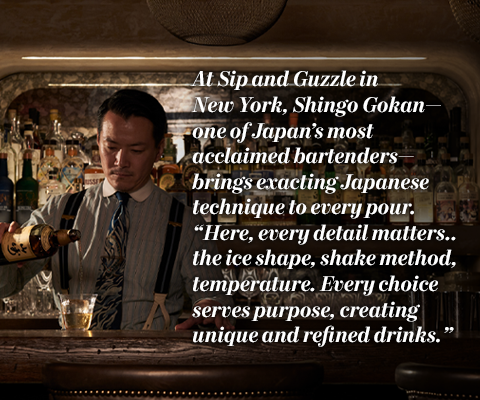 At Sip and Guzzle in
New York, Shingo Gokan—
one of Japan's most
acclaimed bartenders—
brings exacting Japanese
technique to every pour.
“Here, every detail matters..
the ice shape, shake method,
temperature. Every choice
serves purpose, creating
unique and refined drinks.”